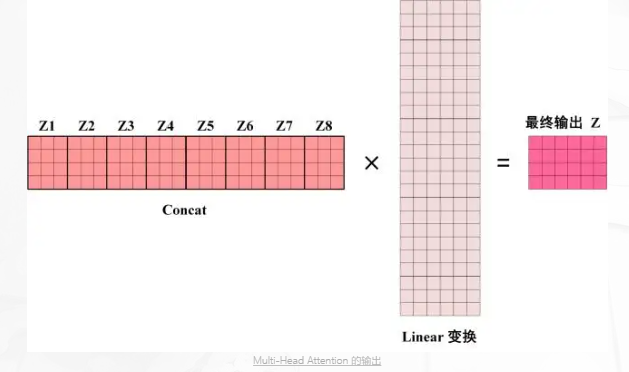 Z1 Z2 Z3 Z4 Z5 Z6 Z7 Z8
最终输出 Z
×
=
Concat
Linear 变换
Multi-Head Attention 的输出